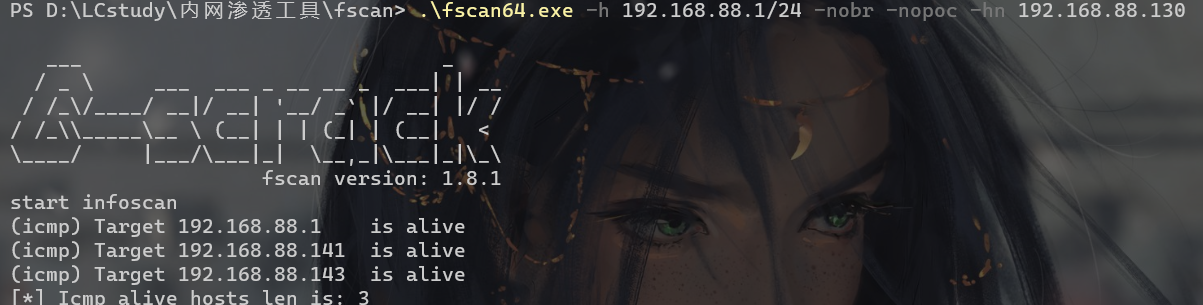 PS D:\LCstudy\内网渗透工具\fscan> .\fscan64.exe -h 192.168.88.1/24 -nobr -nopoc -hn 192.168.88.130
   ___                              _
  / _ \     ___  ___ _ __ __ _  ___| | __
 / /_\/____/ __|/ __| '__/ _` |/ __| |/ /
/ /_\\_____\__ \ (__| | | (_| | (__|   <
\____/     |___/\___|_|  \__,_|\___|_|\_\
                     fscan version: 1.8.1
start infoscan
(icmp) Target 192.168.88.1    is alive
(icmp) Target 192.168.88.141  is alive
(icmp) Target 192.168.88.143  is alive
[*] Icmp alive hosts len is: 3